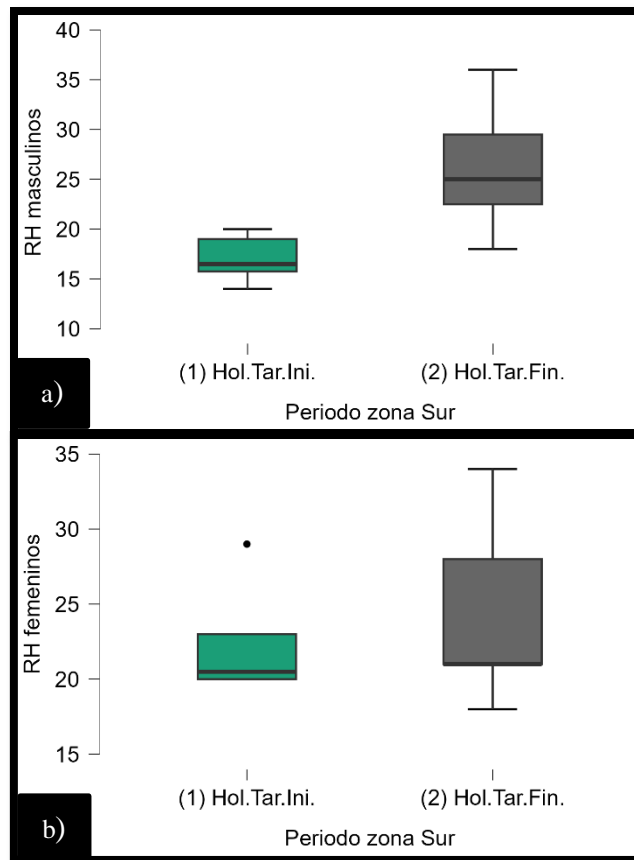 40
35
30
25
20
15
10
RH masculinos
(1) Hol.Tar.Ini.
(2) Hol.Tar.Fin.
Periodo zona Sur
a)
35
30
25
20
15
RH femeninos
(1) Hol.Tar.Ini.
(2) Hol.Tar.Fin.
Periodo zona Sur
b)